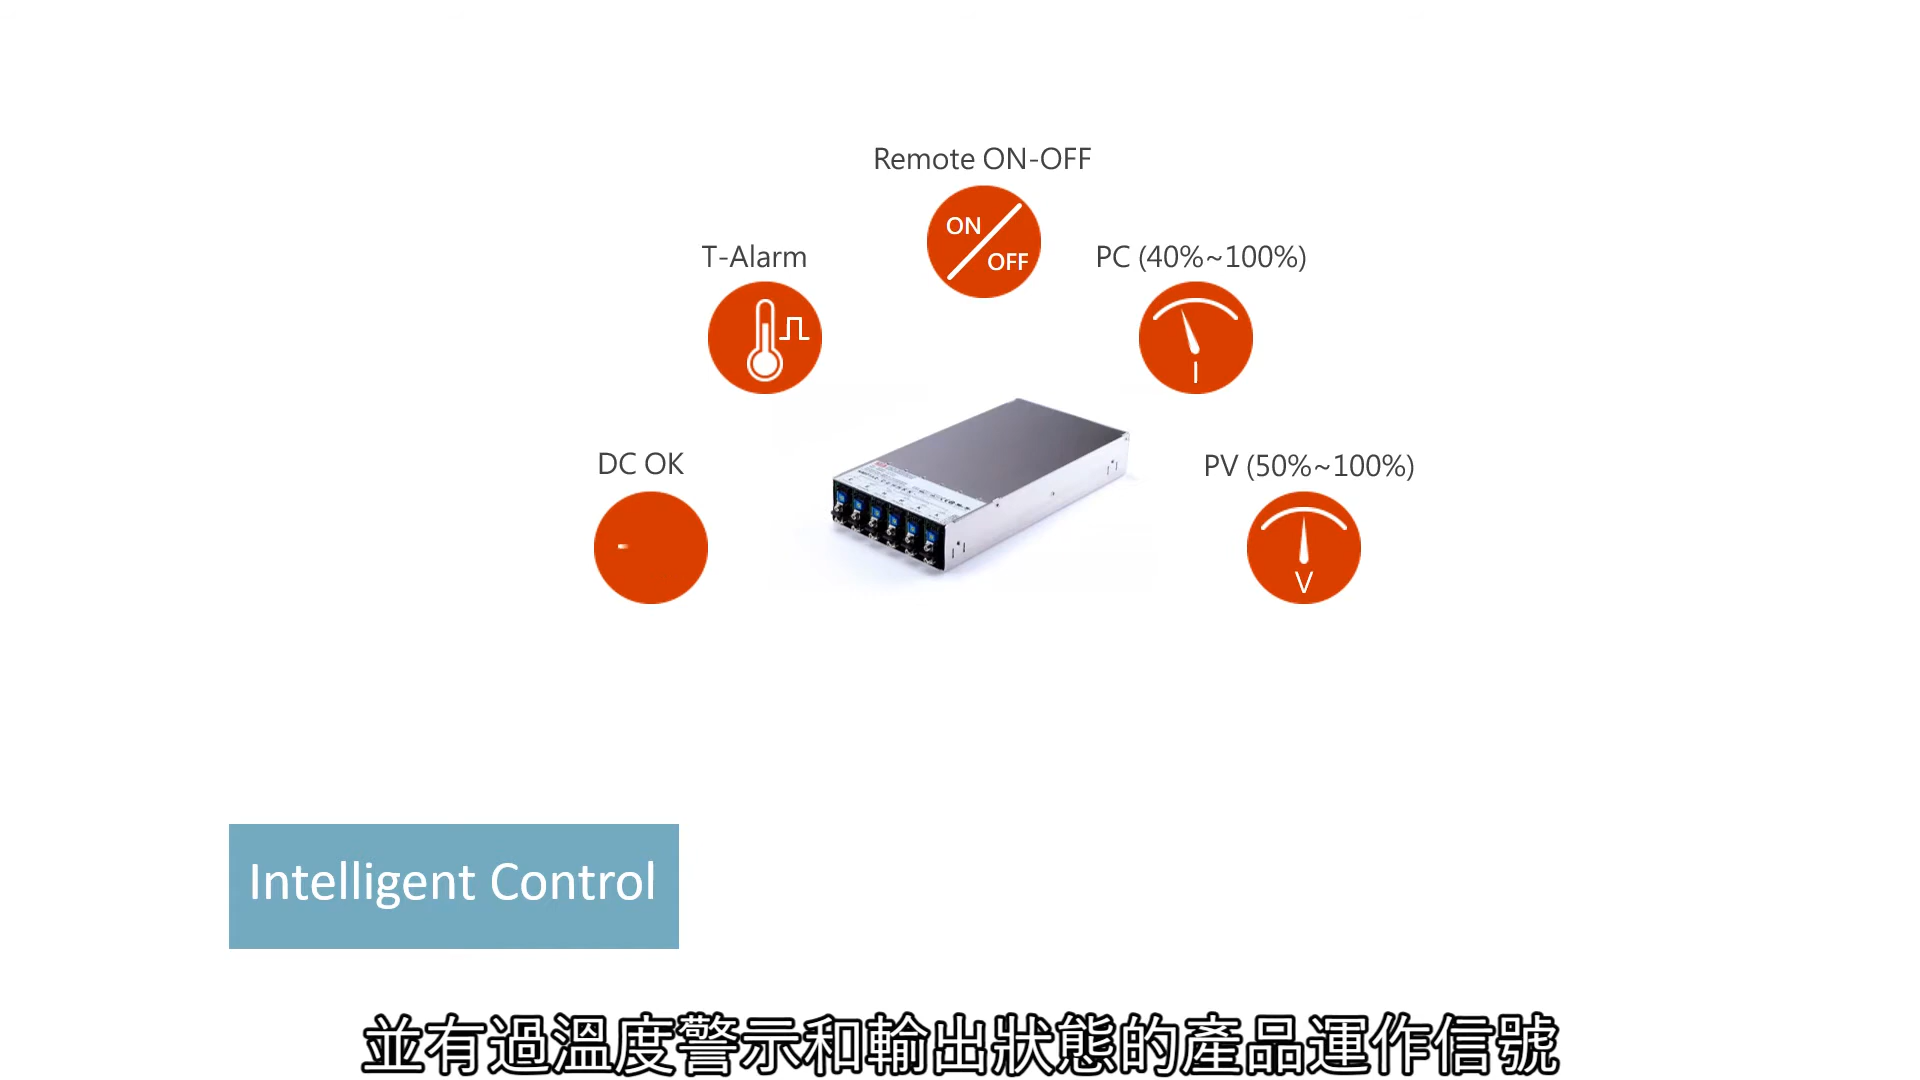 Remote ON-OFF
ON
OFF
T-Alarm
PC (40%~100%)
I
DC OK
PV (50%~100%)
V
Intelligent Control
並有過溫度警示和輸出狀態的產品運作信號